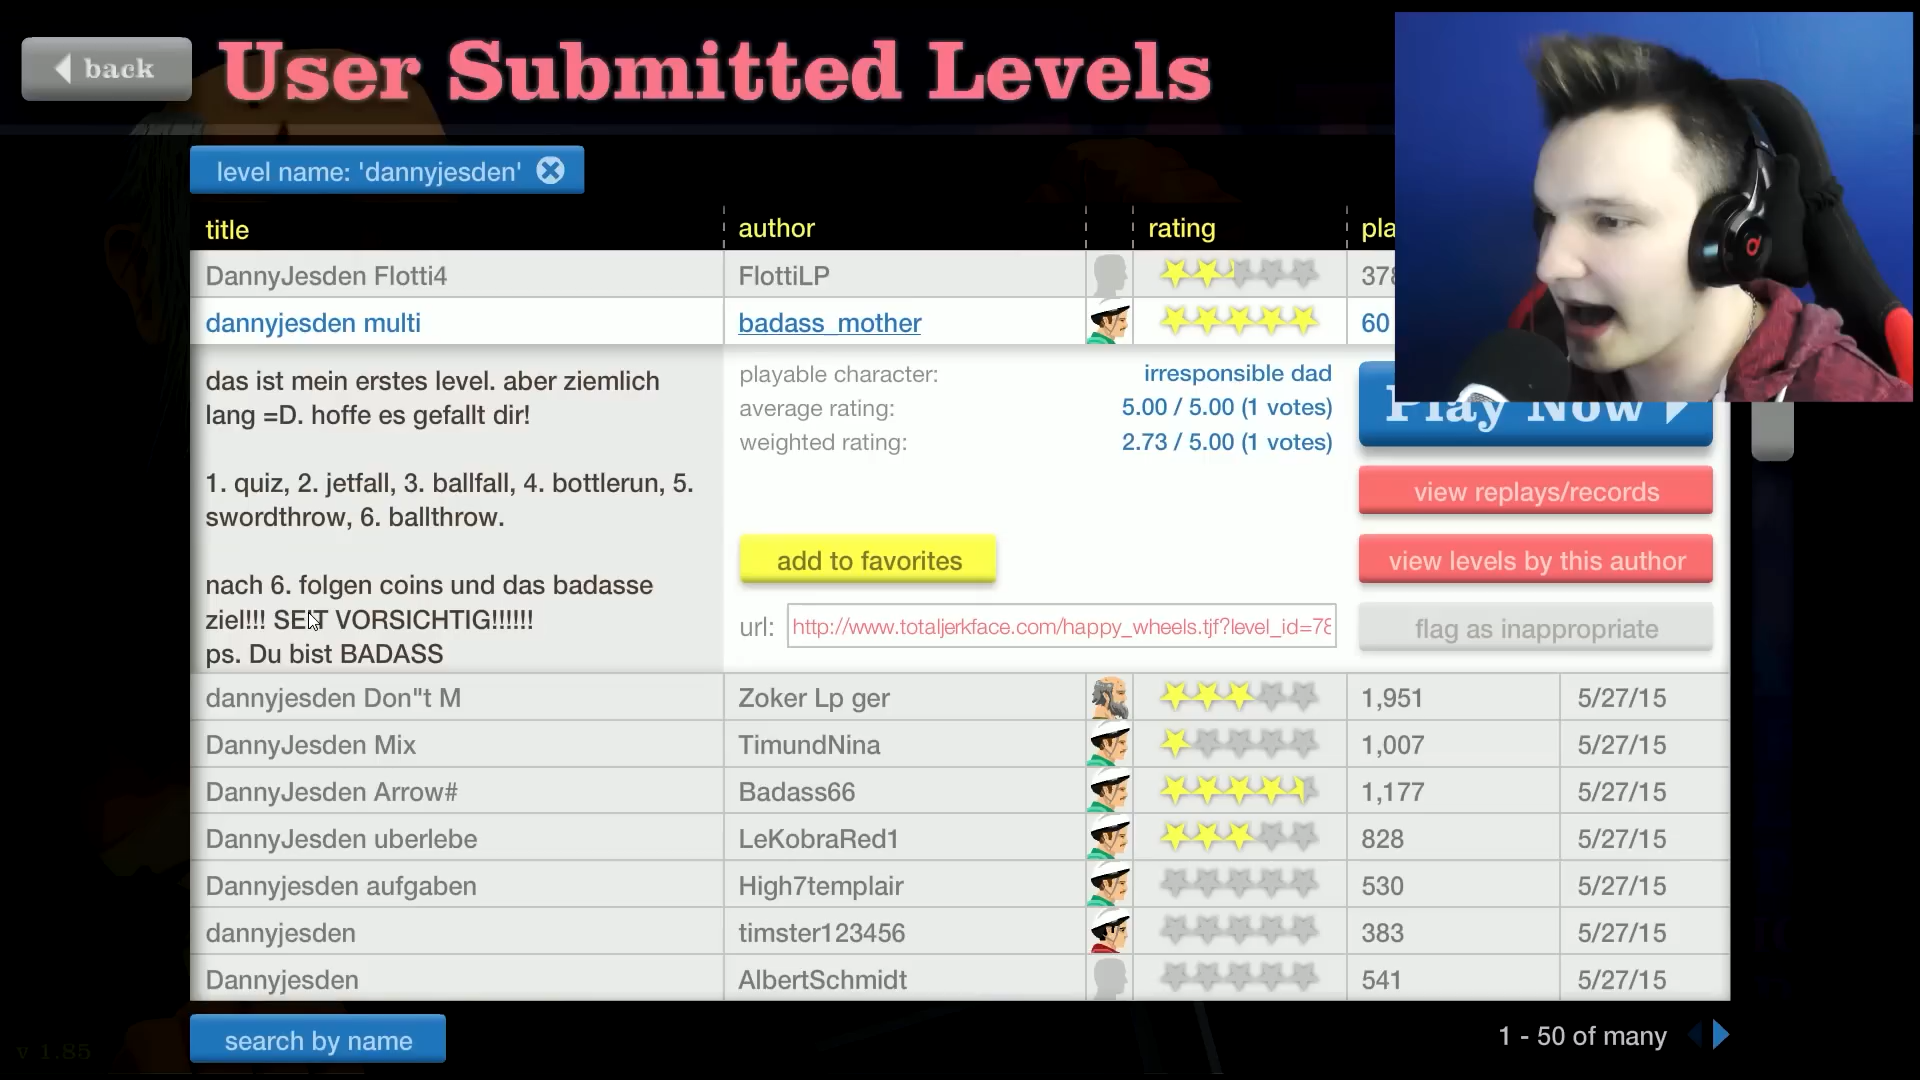 back
User Submitted Levels
level name: 'dannyjesden'
title author rating pla
DannyJesden Flotti4 FlottiLP 378
dannyjesden multi badass_mother 60
das ist mein erstes level. aber ziemlich
lang =D. hoffe es gefallt dir!
1. quiz, 2. jetfall, 3. ballfall, 4. bottlerun, 5.
swordthrow, 6. ballthrow.
nach 6. folgen coins und das badasse
ziel!!! SEIT VORSICHTIG!!!!!!
ps. Du bist BADASS
playable character: irresponsible dad
average rating: 5.00 / 5.00 (1 votes)
weighted rating: 2.73 / 5.00 (1 votes)
add to favorites
url: http://www.totaljerkface.com/happy_wheels.tjf?level_id=78
Play Now
view replays/records
view levels by this author
flag as inappropriate
dannyjesden Don"t M Zoker Lp ger 1,951 5/27/15
DannyJesden Mix TimundNina 1,007 5/27/15
DannyJesden Arrow# Badass66 1,177 5/27/15
DannyJesden uberlebe LeKobraRed1 828 5/27/15
Dannyjesden aufgaben High7templair 530 5/27/15
dannyjesden timster123456 383 5/27/15
Dannyjesden AlbertSchmidt 541 5/27/15
search by name
1 - 50 of many
v 1.85